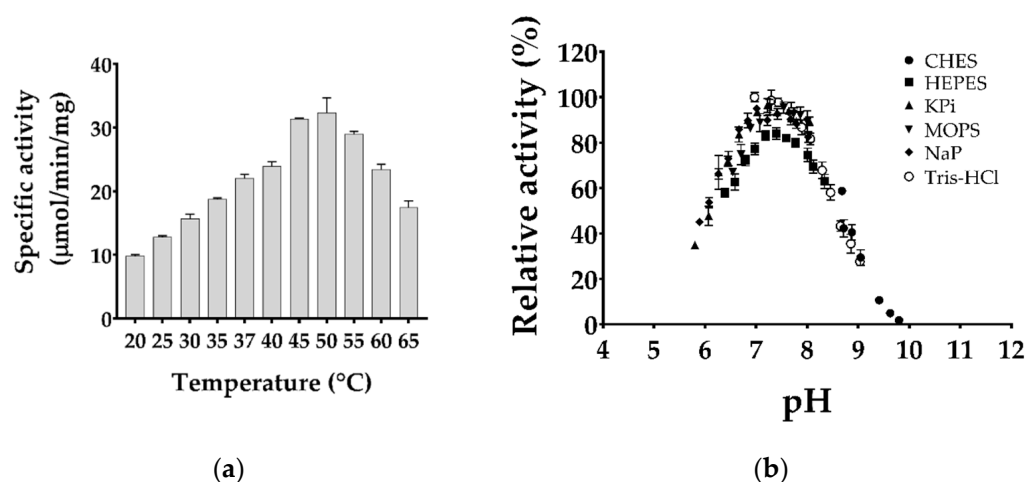 Specific activity
(μmol/min/mg)
40
30
20
10
0
20 25 30 35 37 40 45 50 55 60 65
Temperature (°C)
(a)
Relative activity (%)
120
100
80
60
40
20
0
4 5 6 7 8 9 10 11 12
pH
CHES
HEPES
KPi
MOPS
NaP
Tris-HCl
(b)